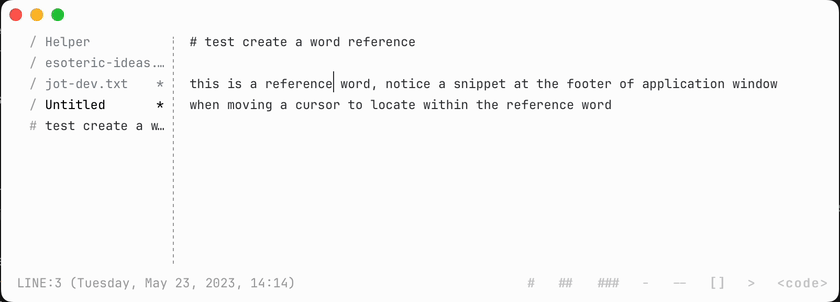 / Helper
/ esoteric-ideas.…
/ jot-dev.txt *
/ Untitled *
# test create a w…
# test create a word reference
this is a reference word, notice a snippet at the footer of application window
when moving a cursor to locate within the reference word
LINE:3 (Tuesday, May 23, 2023, 14:14)
# ## ### - -- [] > <code>